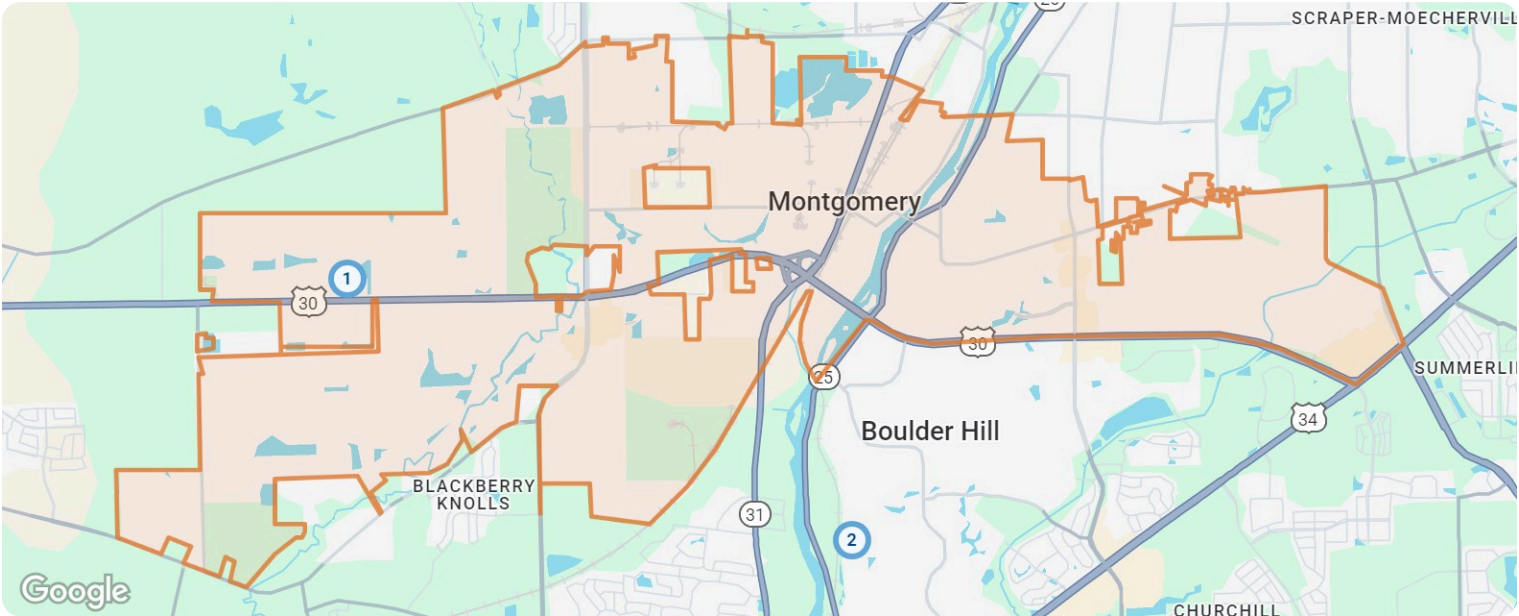 SCRAPER-MOECHERVILL
Montgomery
1
30
30
25
SUMMERLI
34
Boulder Hill
BLACKBERRY
KNOLLS
31
2
Google
CHURCHILL